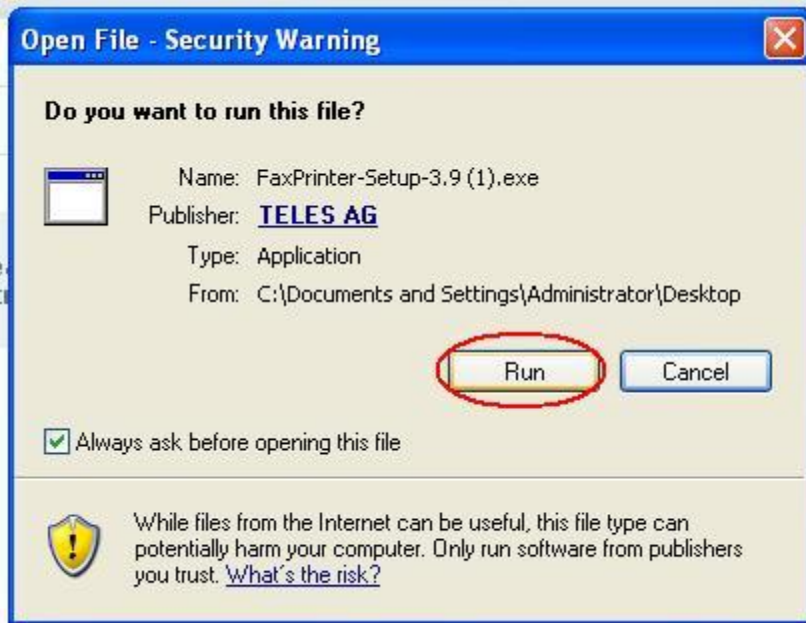 Open File - Security Warning
Do you want to run this file?
Name: FaxPrinter-Setup-3.9 (1).exe
Publisher: TELES AG
Type: Application
From: C:\Documents and Settings\Administrator\Desktop
Run Cancel
Always ask before opening this file
While files from the Internet can be useful, this file type can
potentially harm your computer. Only run software from publishers
you trust. What's the risk?